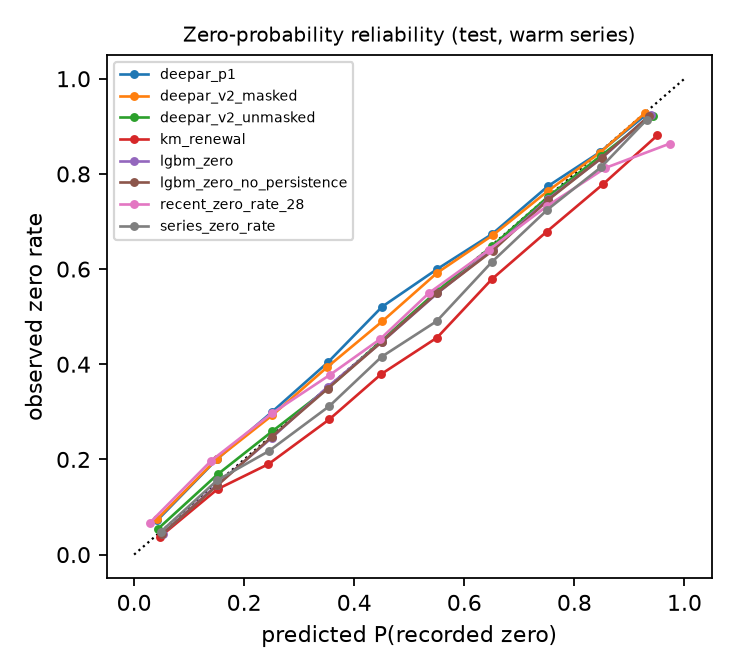 Zero-probability reliability (test, warm series)
deepar_p1
deepar_v2_masked
deepar_v2_unmasked
km_renewal
lgbm_zero
lgbm_zero_no_persistence
recent_zero_rate_28
series_zero_rate
1.0
0.8
0.6
0.4
0.2
0.0
observed zero rate
0.0 0.2 0.4 0.6 0.8 1.0
predicted P(recorded zero)